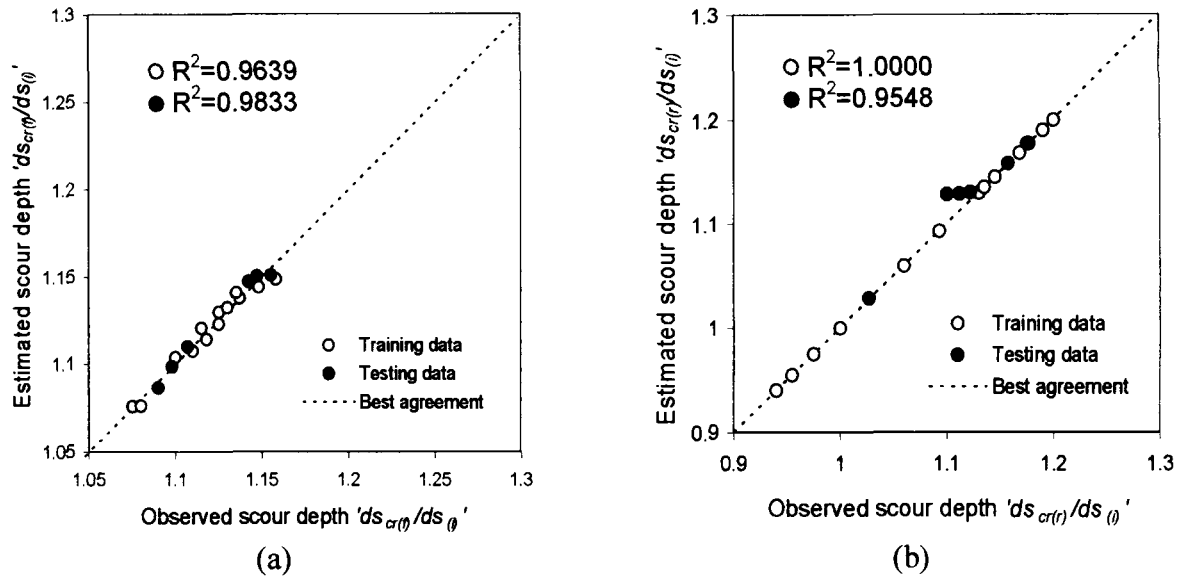 1.3
1.25
1.2
1.15
1.1
1.05
Estimated scour depth 'ds_cr(f)/ds_(i)'
R²=0.9639
R²=0.9833
Training data
Testing data
Best agreement
1.05 1.1 1.15 1.2 1.25 1.3
Observed scour depth 'ds_cr(f)/ds_(i)'
(a)
1.3
1.2
1.1
1
0.9
Estimated scour depth 'ds_cr(r)/ds_(i)'
R²=1.0000
R²=0.9548
Training data
Testing data
Best agreement
0.9 1 1.1 1.2 1.3
Observed scour depth 'ds_cr(r)/ds_(i)'
(b)